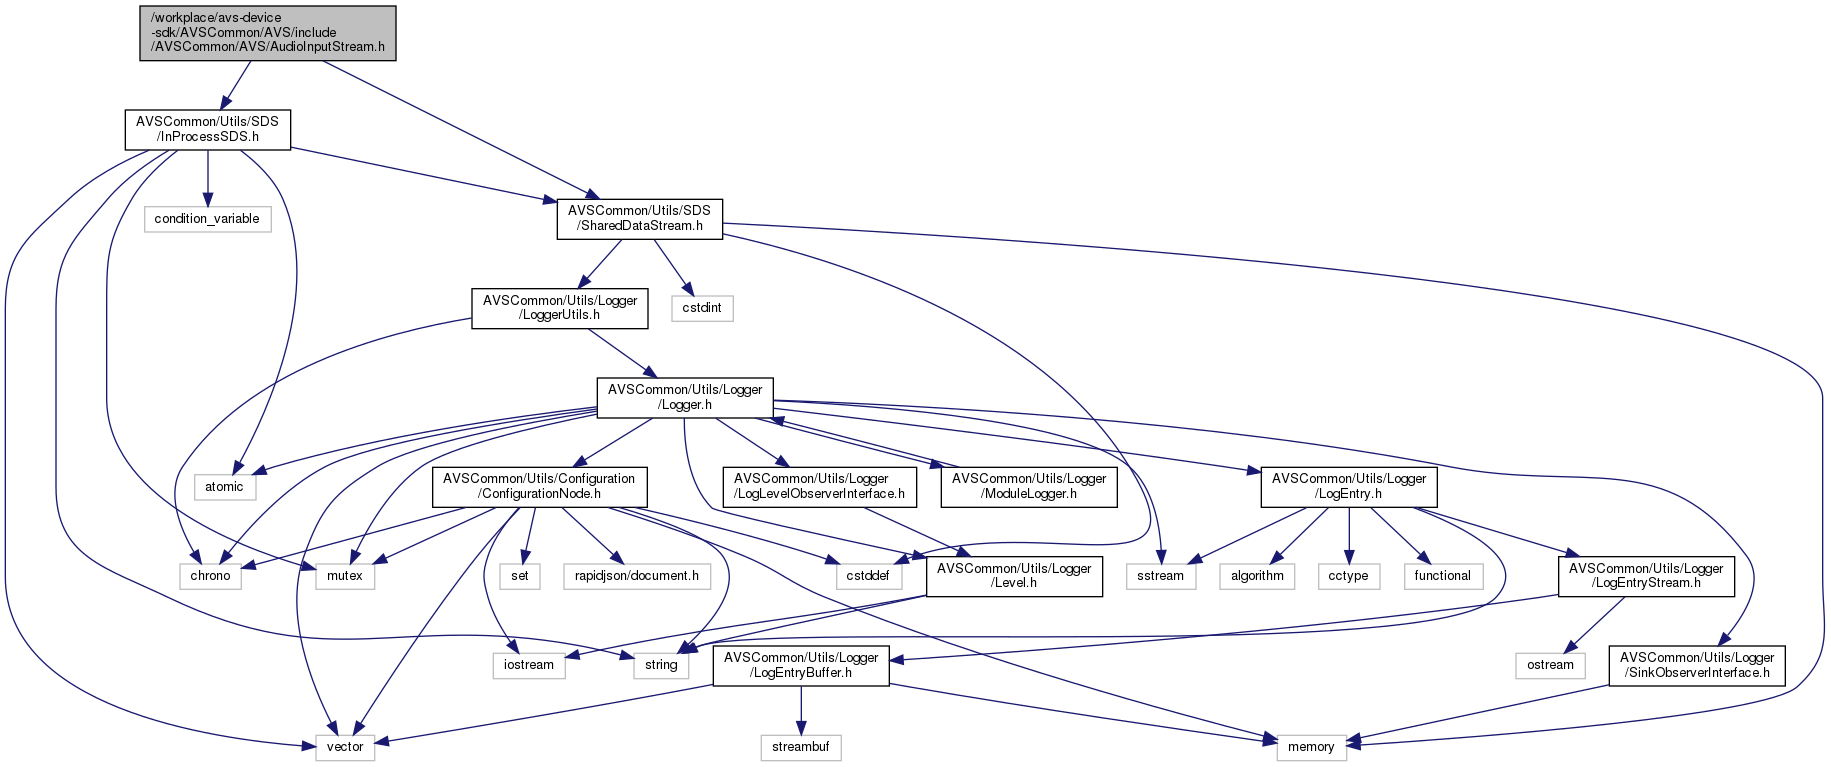 /workplace/avs-device
-sdk/AVSCommon/AVS/include
/AVSCommon/AVS/AudioInputStream.h
AVSCommon/Utils/SDS
/InProcessSDS.h
condition_variable
AVSCommon/Utils/SDS
/SharedDataStream.h
AVSCommon/Utils/Logger
/LoggerUtils.h
cstdint
AVSCommon/Utils/Logger
/Logger.h
atomic
AVSCommon/Utils/Configuration
/ConfigurationNode.h
AVSCommon/Utils/Logger
/LogLevelObserverInterface.h
AVSCommon/Utils/Logger
/ModuleLogger.h
AVSCommon/Utils/Logger
/LogEntry.h
chrono
mutex
set
rapidjson/document.h
cstddef
AVSCommon/Utils/Logger
/Level.h
sstream
algorithm
cctype
functional
AVSCommon/Utils/Logger
/LogEntryStream.h
iostream
string
AVSCommon/Utils/Logger
/LogEntryBuffer.h
ostream
AVSCommon/Utils/Logger
/SinkObserverInterface.h
vector
streambuf
memory